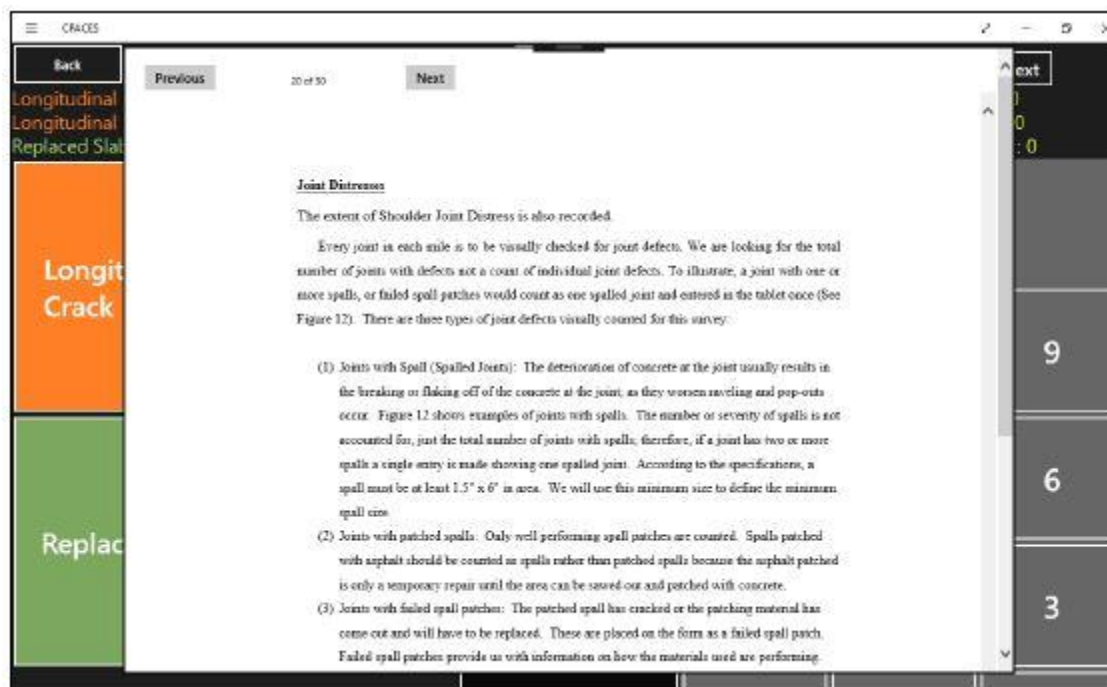 CPACES
Back
Previous
20 of 30
Next
ext
Longitudinal
Longitudinal
0
Replaced Slab
: 0
Longit
Crack
Replac
9
6
3
Joint Distresses
The extent of Shoulder Joint Distress is also recorded.
Every joint in each mile is to be visually checked for joint defects. We are looking for the total
number of joints with defects not a count of individual joint defects. To illustrate, a joint with one or
more spalls, or failed spall patches would count as one spalled joint and entered in the tablet once (See
Figure 12). There are three types of joint defects visually counted for this survey:
(1) Joints with Spall (Spalled Joints): The deterioration of concrete at the joint usually results in
the breaking or flaking off of the concrete at the joint, as they worsen raveling and pop-outs
occur. Figure 12 shows examples of joints with spalls. The number or severity of spalls is not
accounted for, just the total number of joints with spalls; therefore, if a joint has two or more
spalls a single entry is made showing one spalled joint. According to the specifications, a
spall must be at least 1.5" x 6" in area. We will use this minimum size to define the minimum
spall size.
(2) Joints with patched spalls: Only well performing spall patches are counted. Spalls patched
with asphalt should be counted as spalls rather than patched spalls because the asphalt patched
is only a temporary repair until the area can be sawed out and patched with concrete.
(3) Joints with failed spall patches: The patched spall has cracked or the patching material has
come out and will have to be replaced. These are placed on the form as a failed spall patch.
Failed spall patches provide us with information on how the materials used are performing.